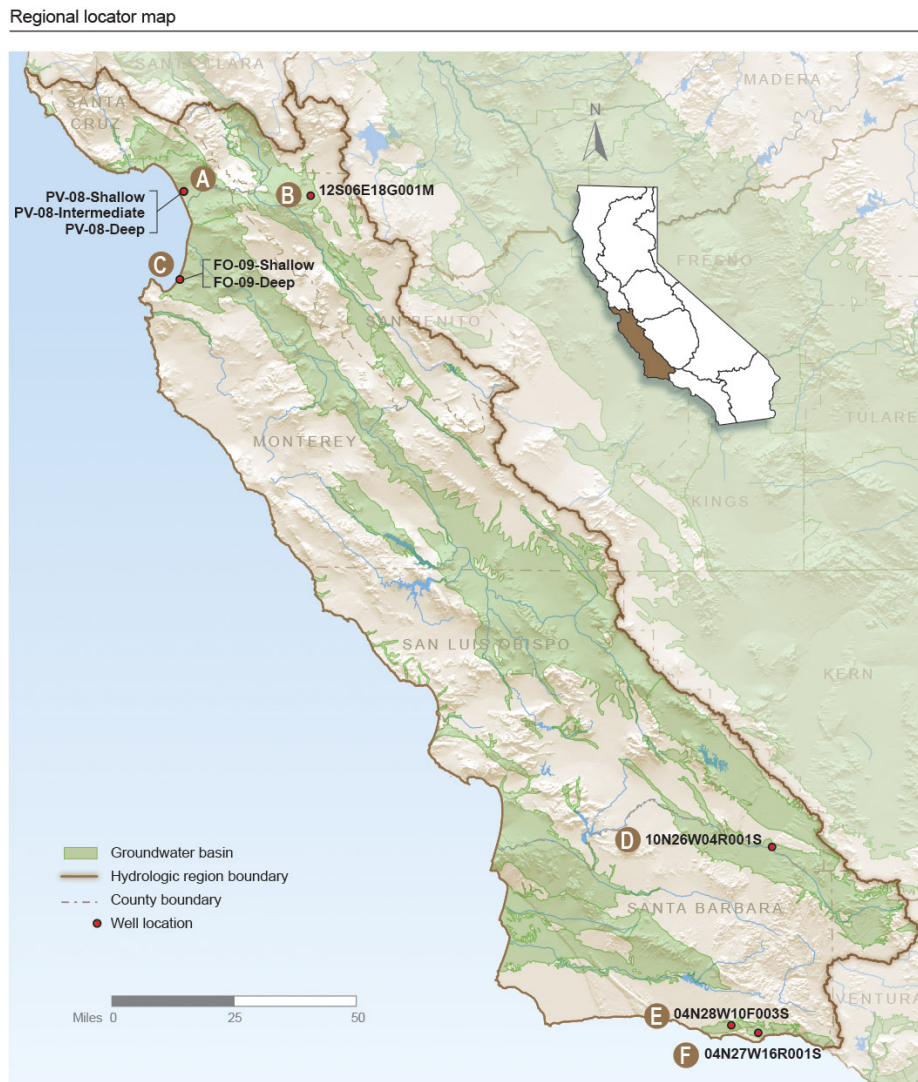 Regional locator map
SANTA CLARA
MADERA
SANTA
CRUZ
N
A
B
12S06E18G001M
PV-08-Shallow
PV-08-Intermediate
PV-08-Deep
C
FO-09-Shallow
FO-09-Deep
FRESNO
SAN BENITO
TULARE
MONTEREY
KINGS
SAN LUIS OBISPO
KERN
D
10N26W04R001S
Groundwater basin
Hydrologic region boundary
County boundary
Well location
SANTA BARBARA
VENTURA
Miles 0 25 50
E
04N28W10F003S
F
04N27W16R001S